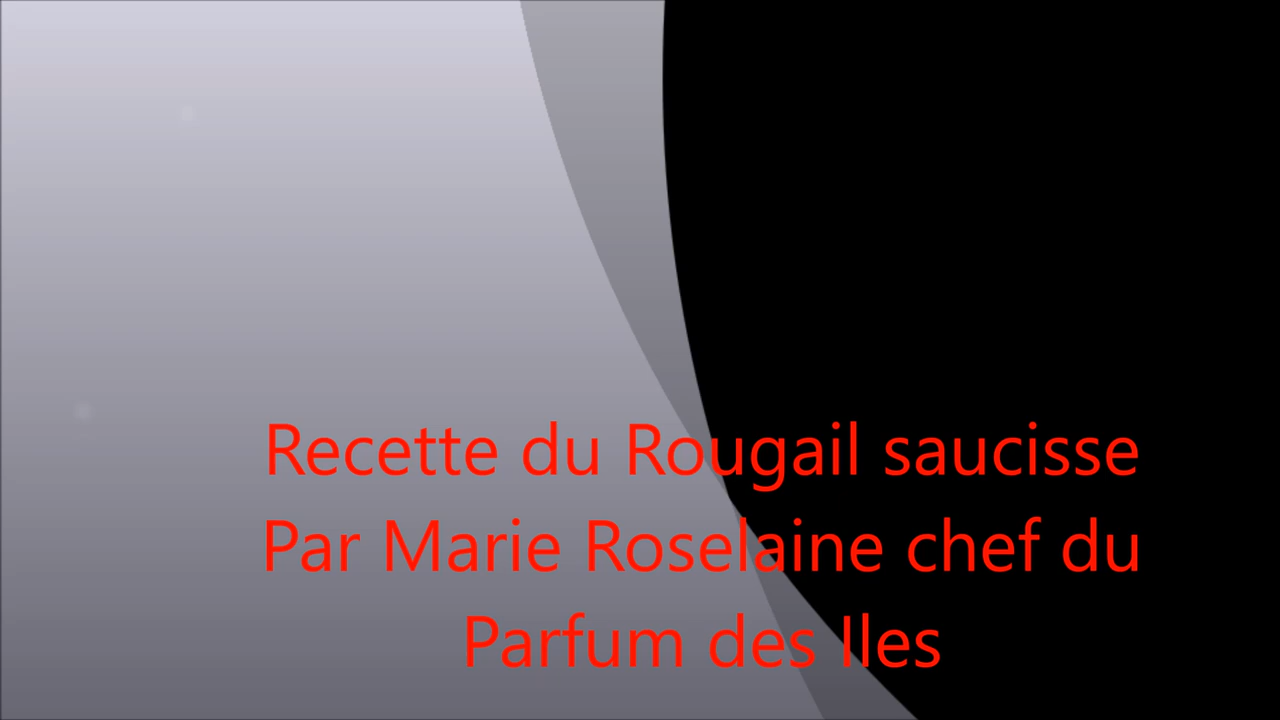 Recette du Rougail saucisse
Par Marie Roselaine chef du
Parfum des Iles